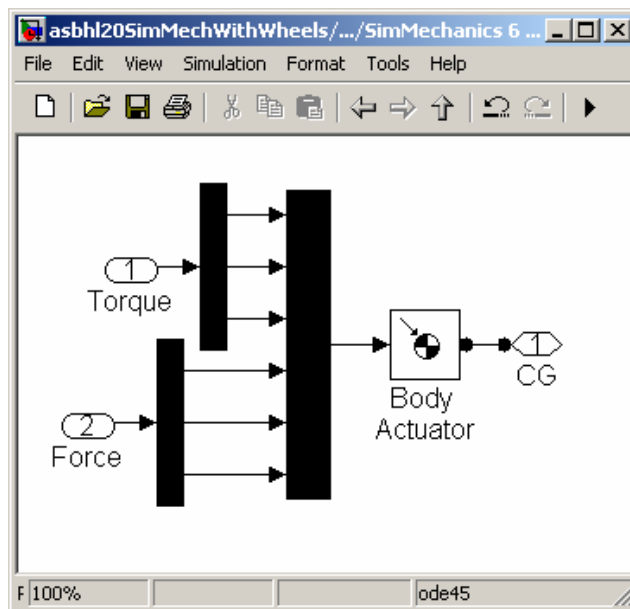 asbhl20SimMechWithWheels/.../SimMechanics 6 ...
File Edit View Simulation Format Tools Help
1
Torque
2
Force
Body
Actuator
1
CG
F 100% ode45